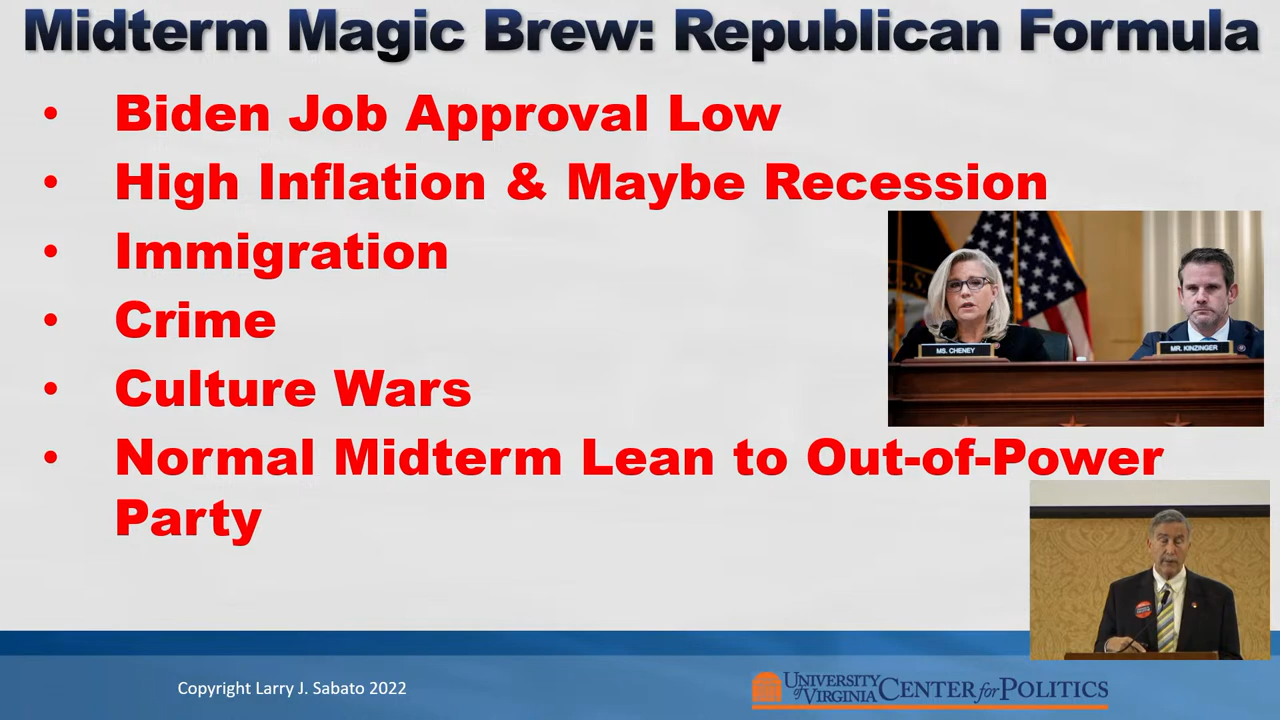 Midterm Magic Brew: Republican Formula
• Biden Job Approval Low
• High Inflation & Maybe Recession
• Immigration
• Crime
• Culture Wars
• Normal Midterm Lean to Out-of-Power
Party
MS. CHENEY
MR. KINZINGER
Copyright Larry J. Sabato 2022
UNIVERSITY
of VIRGINIA CENTER for POLITICS